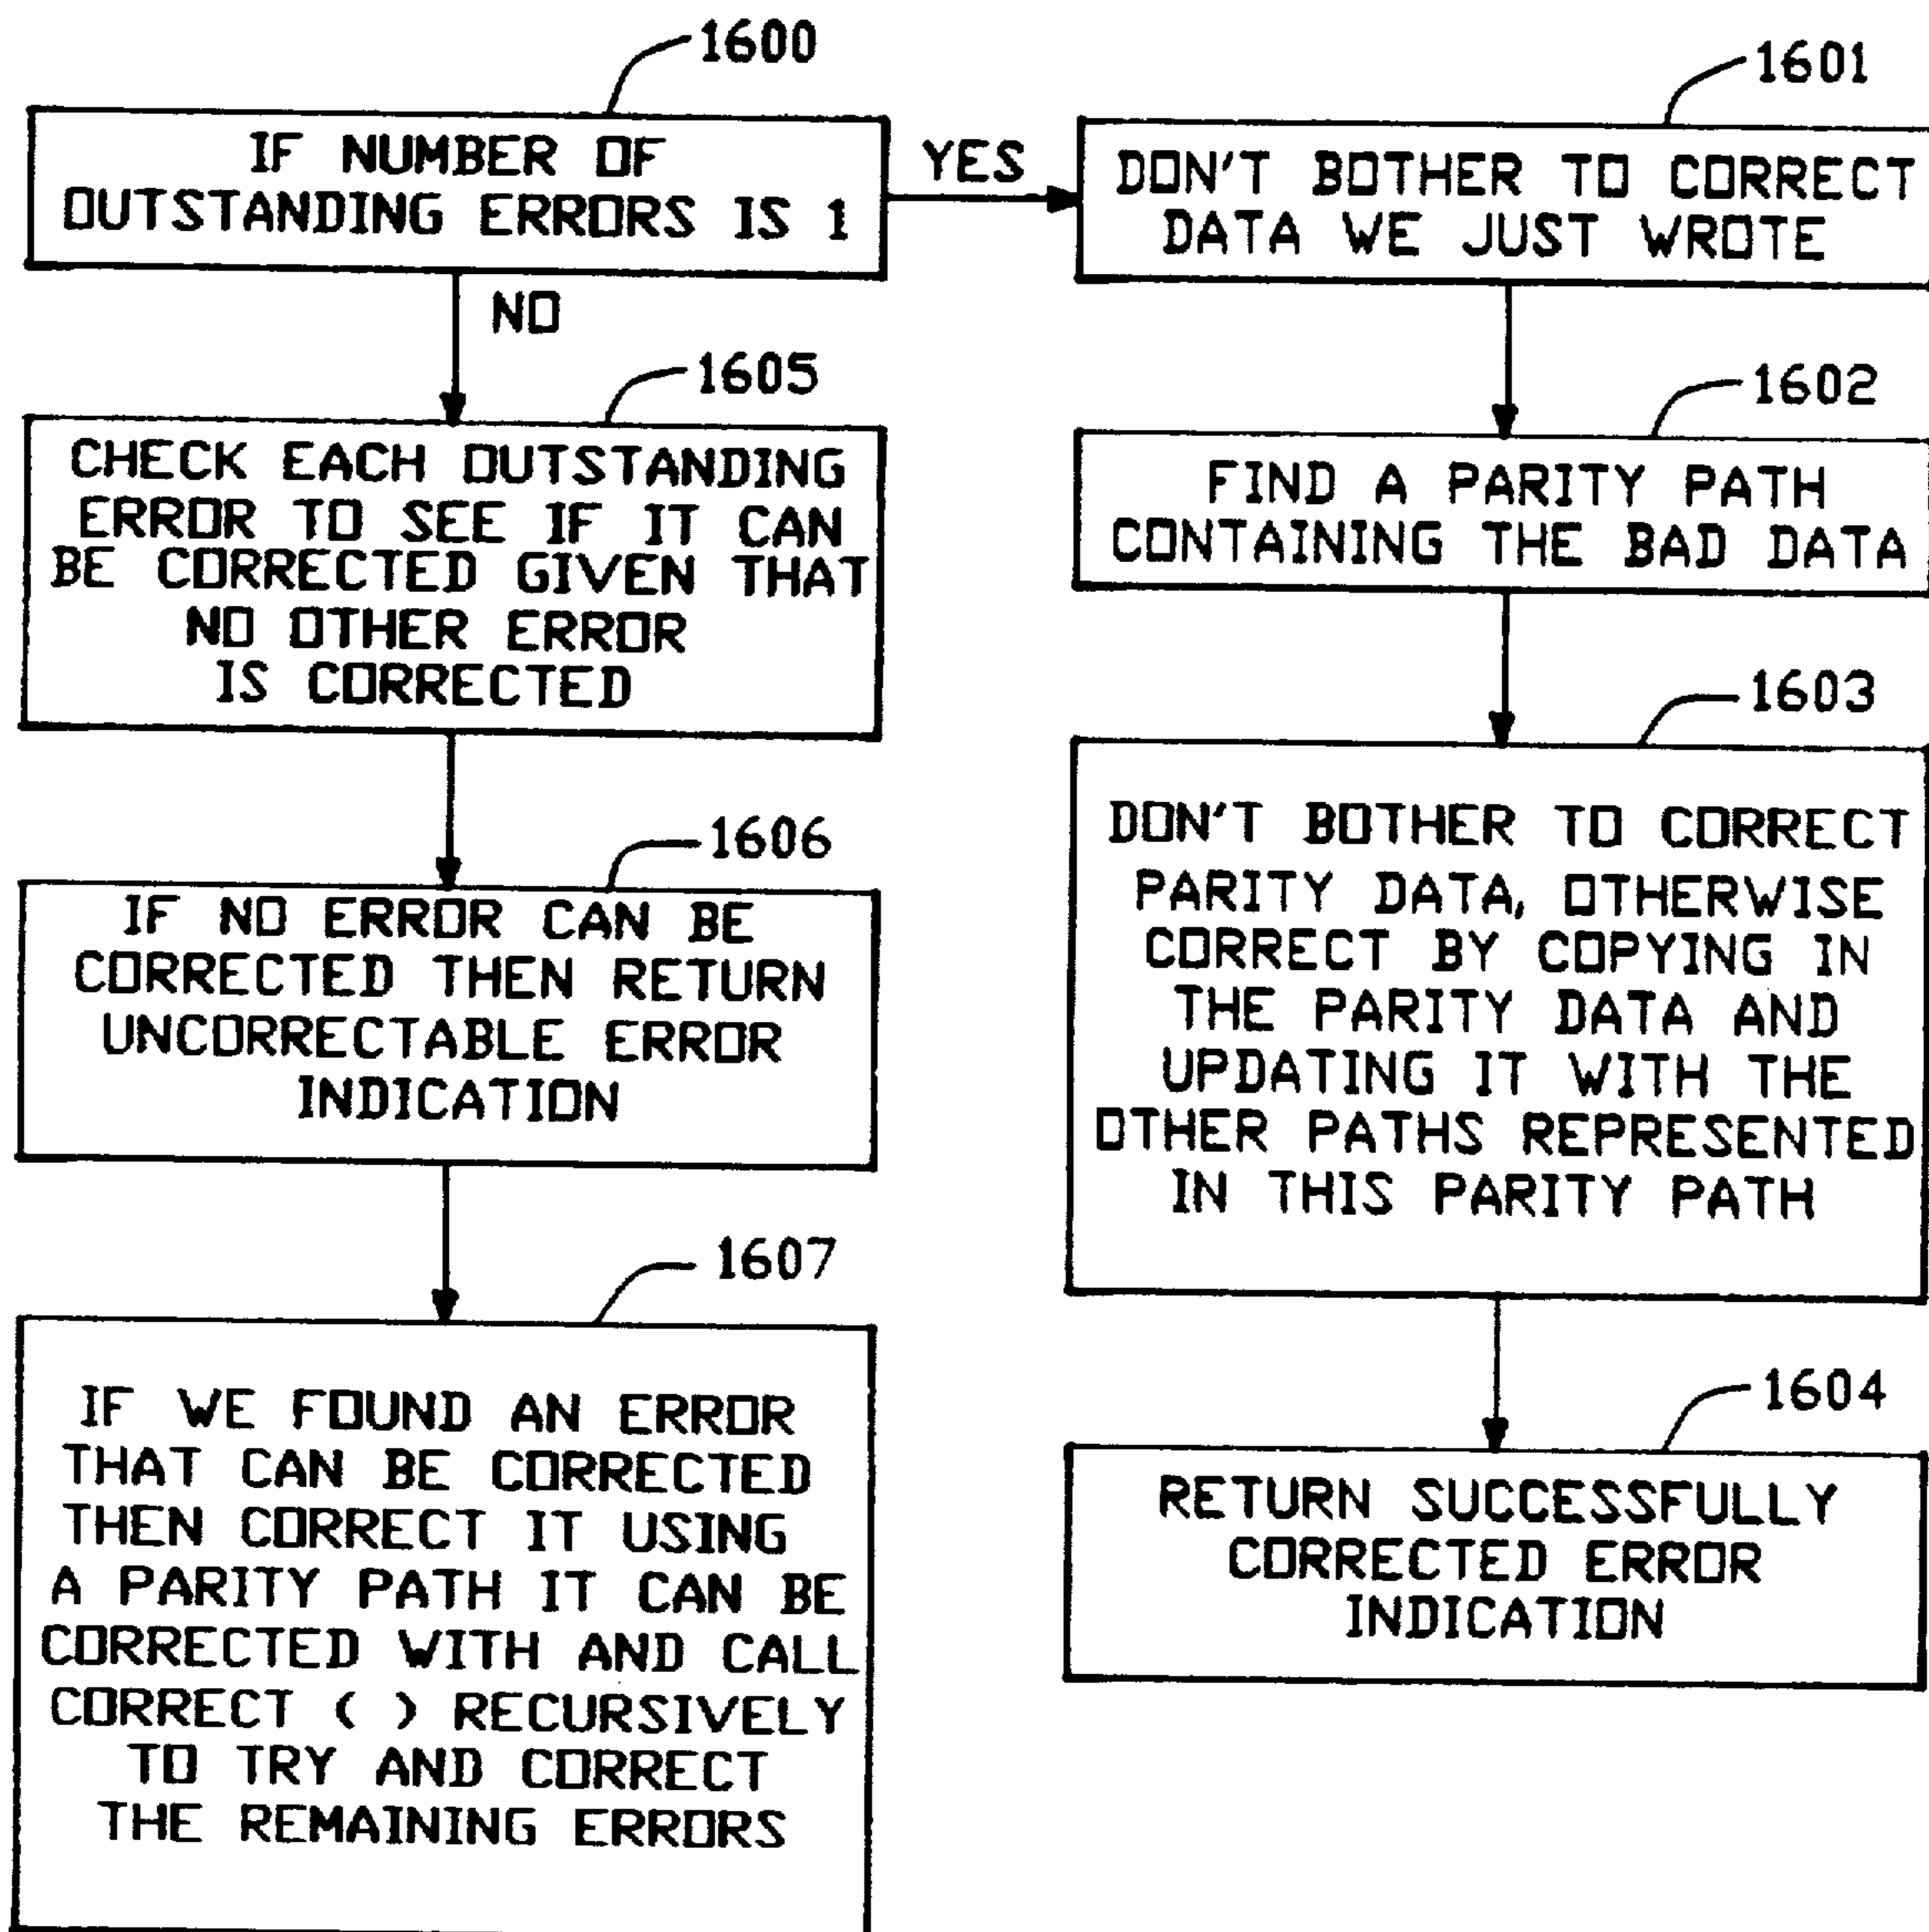 1600
IF NUMBER OF
OUTSTANDING ERRORS IS 1
YES
1601
DON'T BOTHER TO CORRECT
DATA WE JUST WROTE
NO
1605
CHECK EACH OUTSTANDING
ERROR TO SEE IF IT CAN
BE CORRECTED GIVEN THAT
NO OTHER ERROR
IS CORRECTED
1602
FIND A PARITY PATH
CONTAINING THE BAD DATA
1603
DON'T BOTHER TO CORRECT
PARITY DATA, OTHERWISE
CORRECT BY COPYING IN
THE PARITY DATA AND
UPDATING IT WITH THE
OTHER PATHS REPRESENTED
IN THIS PARITY PATH
1606
IF NO ERROR CAN BE
CORRECTED THEN RETURN
UNCORRECTABLE ERROR
INDICATION
1607
IF WE FOUND AN ERROR
THAT CAN BE CORRECTED
THEN CORRECT IT USING
A PARITY PATH IT CAN BE
CORRECTED WITH AND CALL
CORRECT ( ) RECURSIVELY
TO TRY AND CORRECT
THE REMAINING ERRORS
1604
RETURN SUCCESSFULLY
CORRECTED ERROR
INDICATION